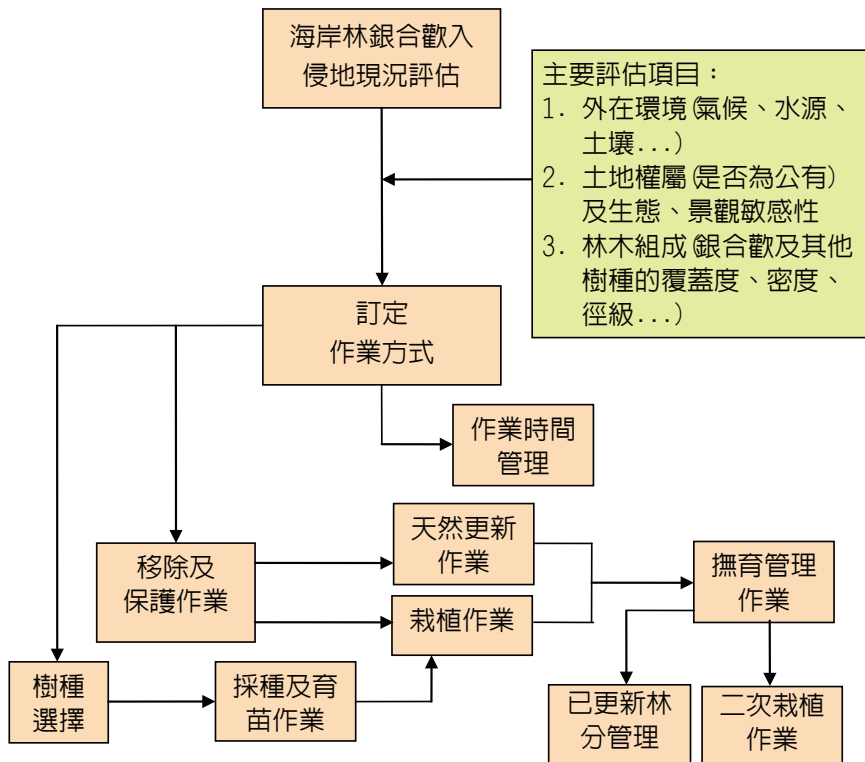 海岸林銀合歡入
侵地現況評估
主要評估項目：
1. 外在環境(氣候、水源、
土壤...)
2. 土地權屬(是否為公有)
及生態、景觀敏感性
3. 林木組成(銀合歡及其他
樹種的覆蓋度、密度、
徑級...)
訂定
作業方式
作業時間
管理
天然更新
作業
移除及
保護作業
栽植作業
撫育管理
作業
樹種
選擇
採種及育
苗作業
已更新林
分管理
二次栽植
作業